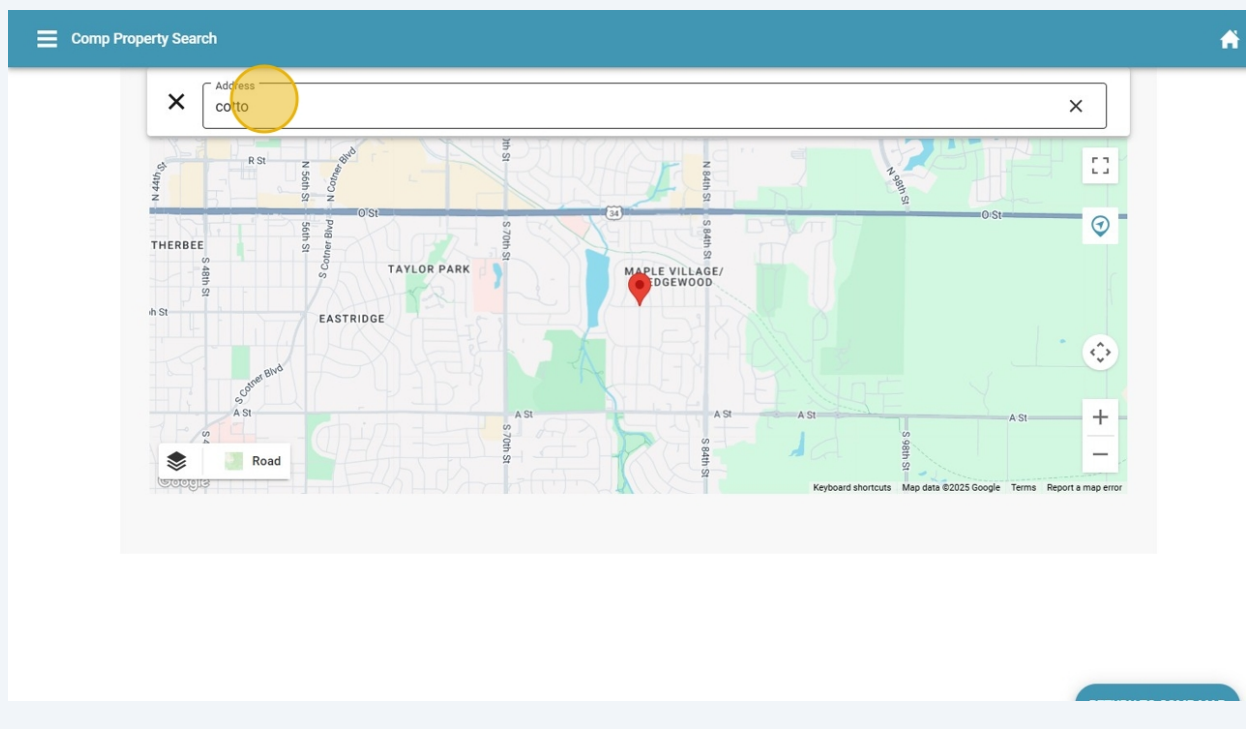 Comp Property Search
Address
cotto
R St
N 44th St
N 56th St
N Cotner Blvd
N 84th St
N 98th St
O St
34
O St
THERBEE
S 48th St
56th St
S Cotner Blvd
S 70th St
S 84th St
TAYLOR PARK
MAPLE VILLAGE/
EDGEWOOD
EASTRIDGE
S Cotner Blvd
A St
A St
A St
A St
A St
S 70th St
S 84th St
S 98th St
Road
Google
Keyboard shortcuts
Map data ©2025 Google
Terms
Report a map error